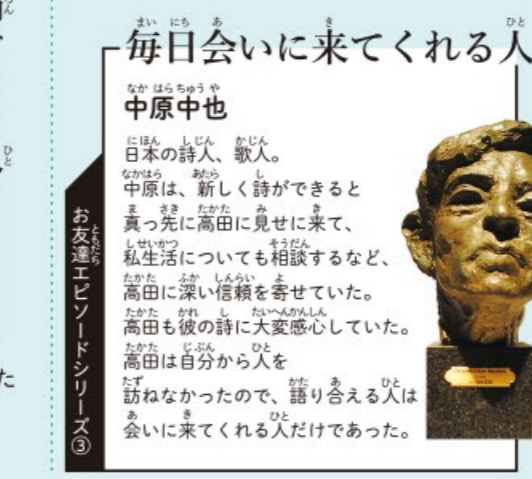 毎日会いに来てくれる人
中原中也
日本の詩人、歌人。
中原は、新しく詩ができると
真っ先に高田に見せに来て、
私生活についても相談するなど、
高田に深い信頼を寄せていた。
高田も彼の詩に大変感心していた。
高田は自分から人を
訪ねなかったので、語り合える人は
会いに来てくれる人だけであった。
お友達エピソードシリーズ③
た